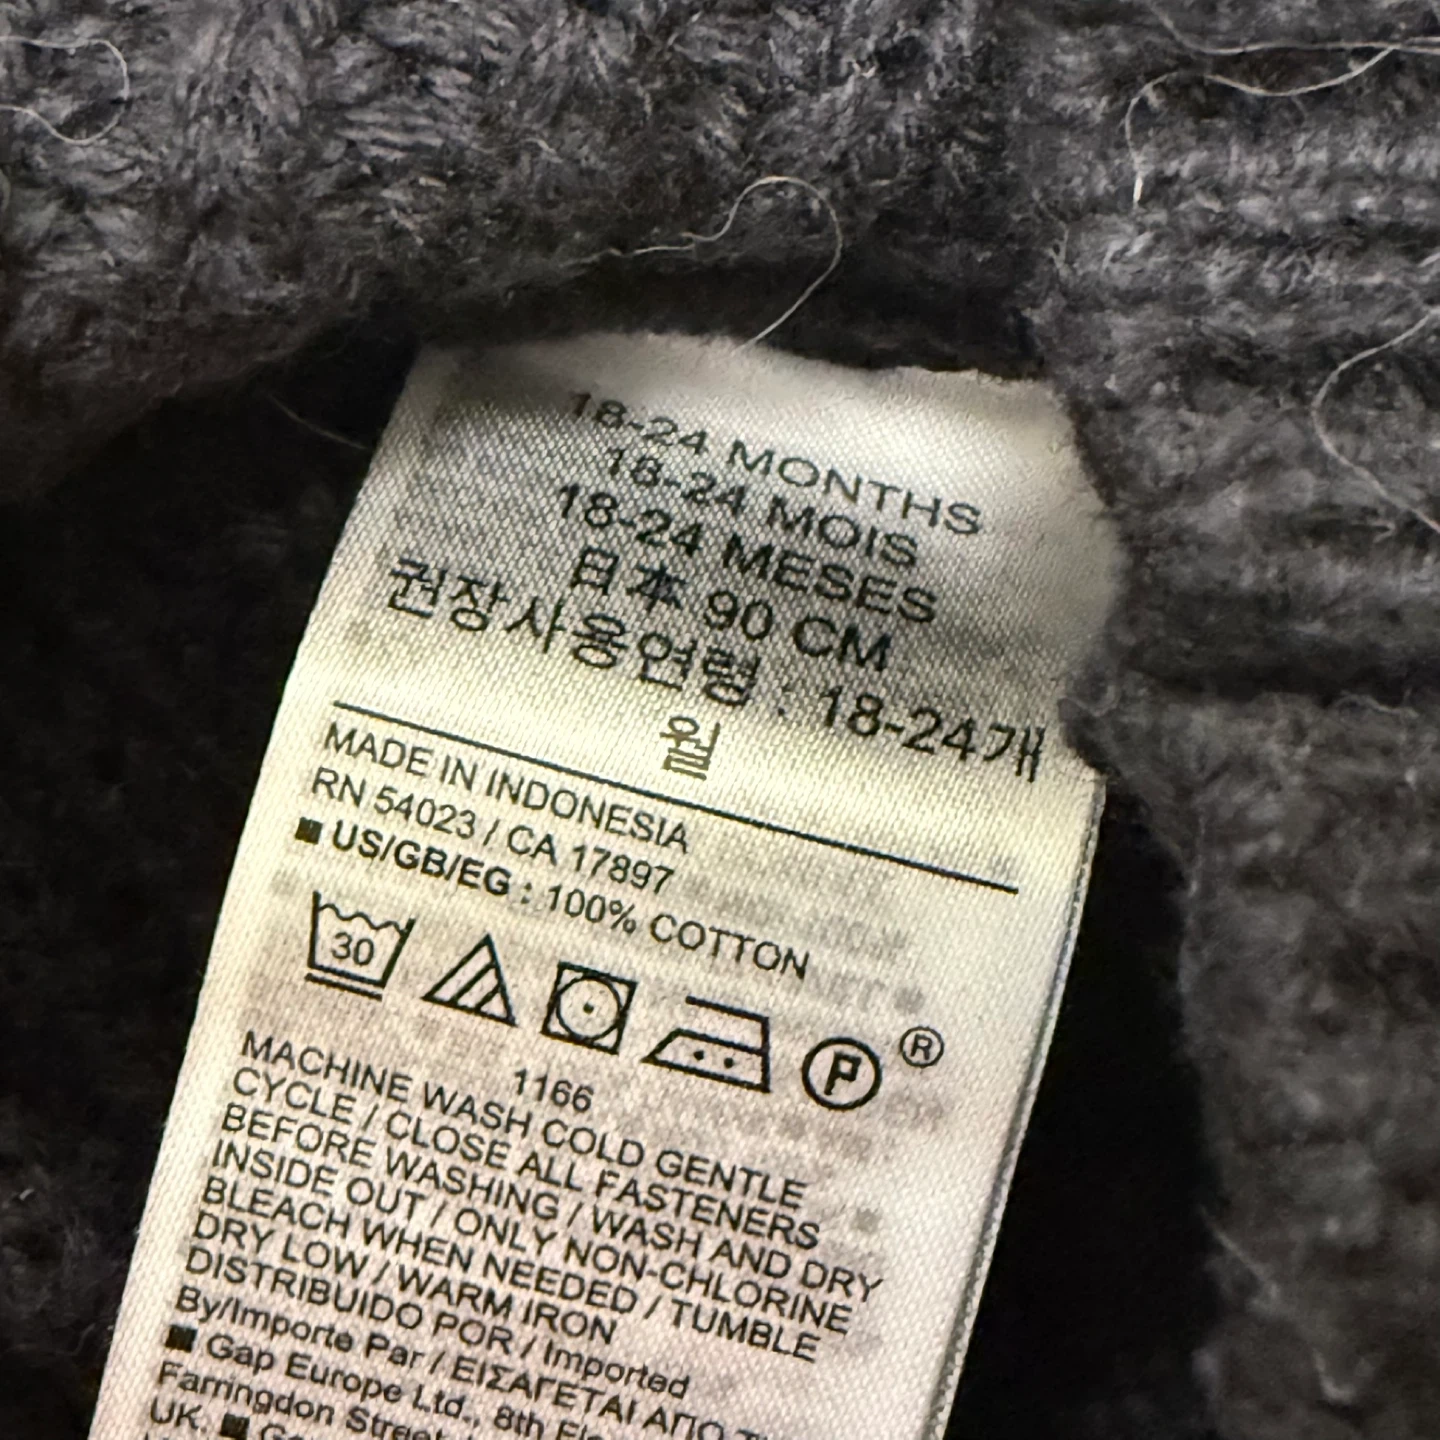 18-24 MONTHS
18-24 MOIS
18-24 MESES
日本 90 CM
권장사용연령 : 18-24개
월
MADE IN INDONESIA
RN 54023 / CA 17897
■ US/GB/EG : 100% COTTON
30
P
®
1166
MACHINE WASH COLD GENTLE
CYCLE / CLOSE ALL FASTENERS
BEFORE WASHING / WASH AND DRY
INSIDE OUT / ONLY NON-CHLORINE
BLEACH WHEN NEEDED / TUMBLE
DRY LOW / WARM IRON
DISTRIBUIDO POR / Imported
By/Importe Par / ΕΙΣΑΓΕΤΑΙ ΑΠΟ
■ Gap Europe Ltd., 8th
Farringdon Street
UK. ■